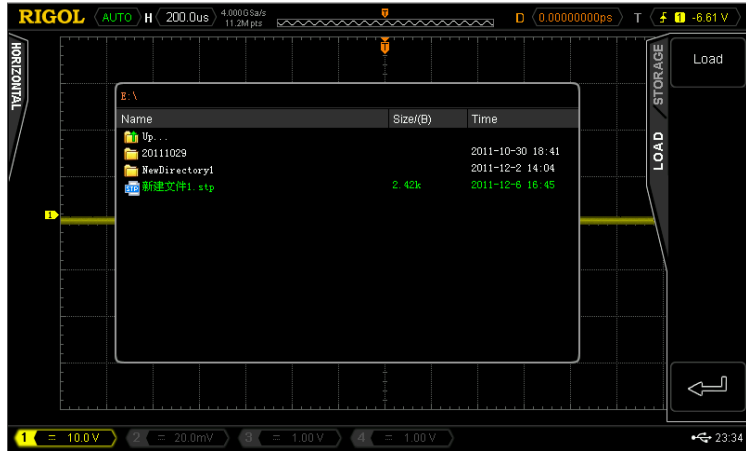 RIGOL AUTO H 200.0us 4.000GSa/s D 0.00000000ps T 1 -6.61 V
11.2M pts
HORIZONTAL
STORAGE
LOAD
Load
E:\
Name Size/(B) Time
Up...
20111029 2011-10-30 18:41
NewDirectory1 2011-12-2 14:04
STP 新建文件1.stp 2.42k 2011-12-6 16:45
T
1
1 = 10.0 V 2 = 20.0mV 3 = 1.00 V 4 = 1.00 V 23:34